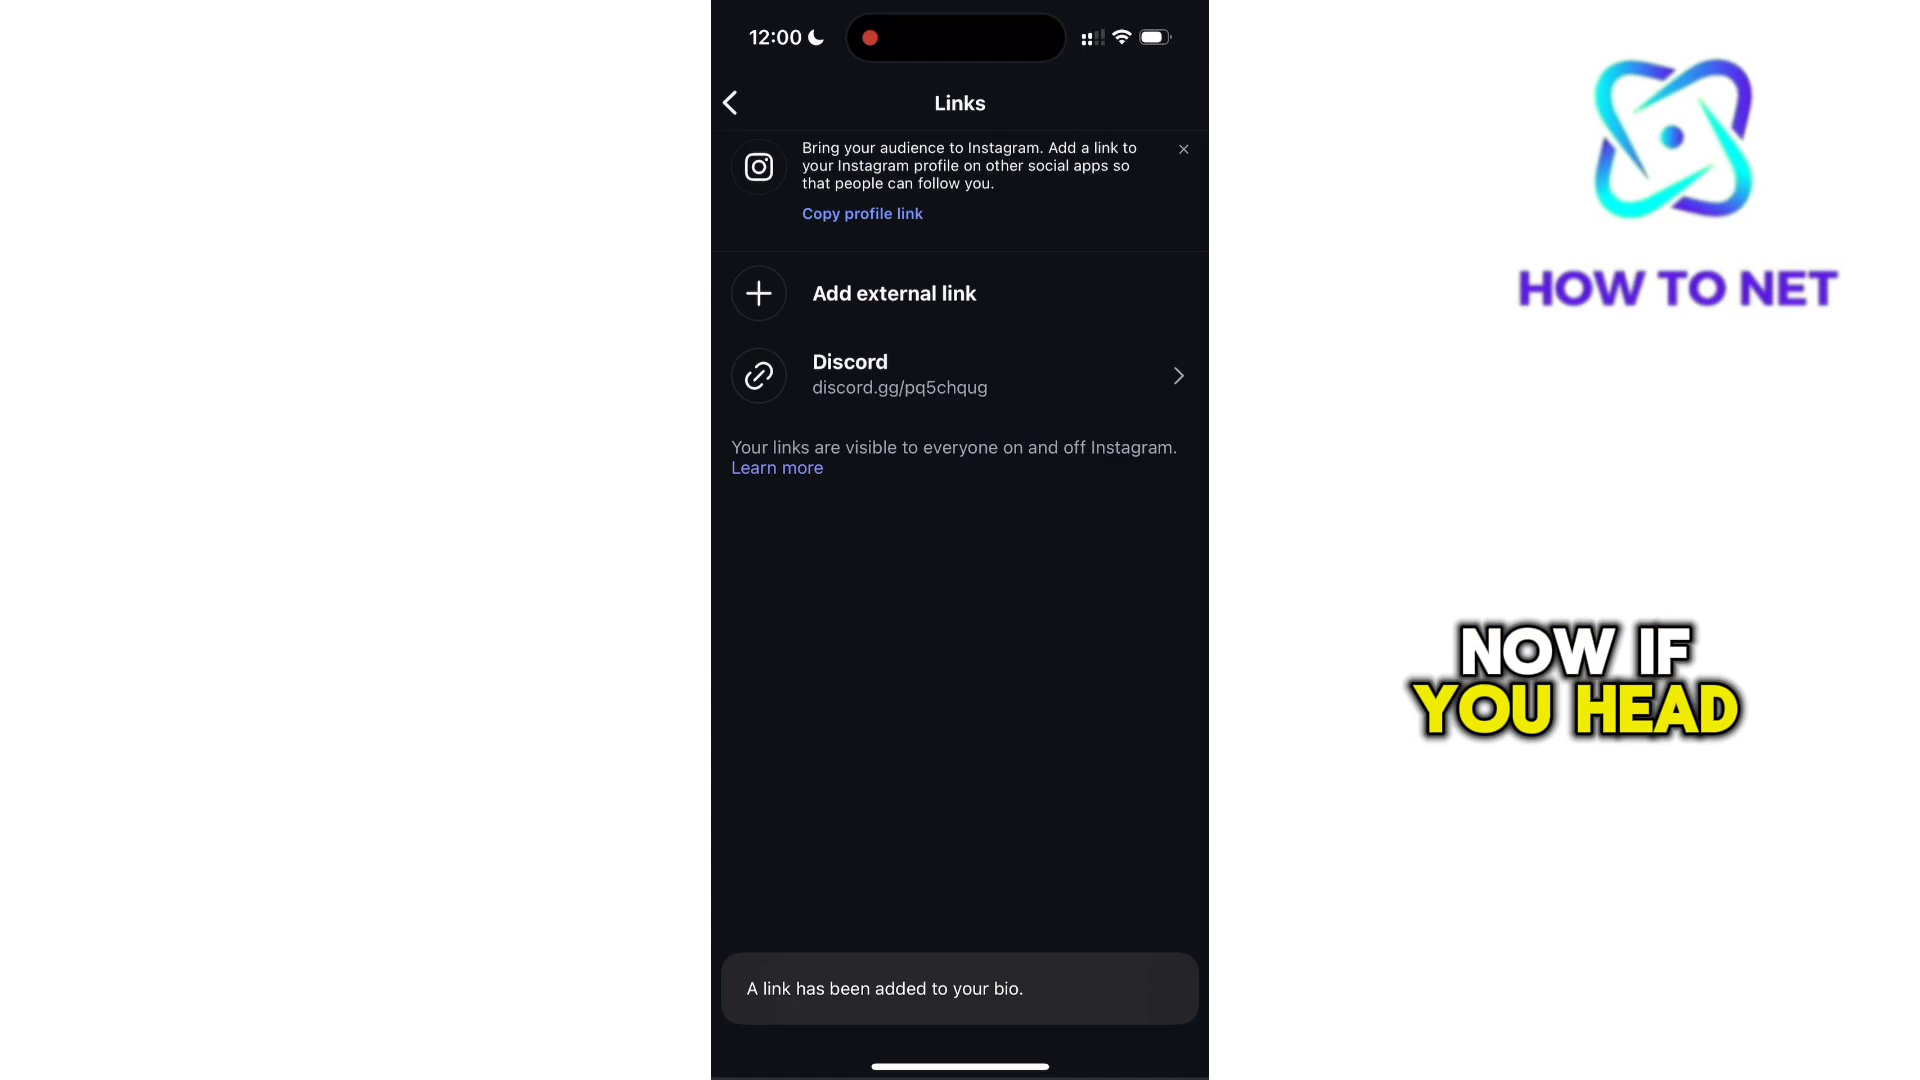 12:00
Links
Bring your audience to Instagram. Add a link to
your Instagram profile on other social apps so
that people can follow you.
Copy profile link
Add external link
Discord
discord.gg/pq5chqug
Your links are visible to everyone on and off Instagram.
Learn more
A link has been added to your bio.
HOW TO NET
NOW IF
YOU HEAD